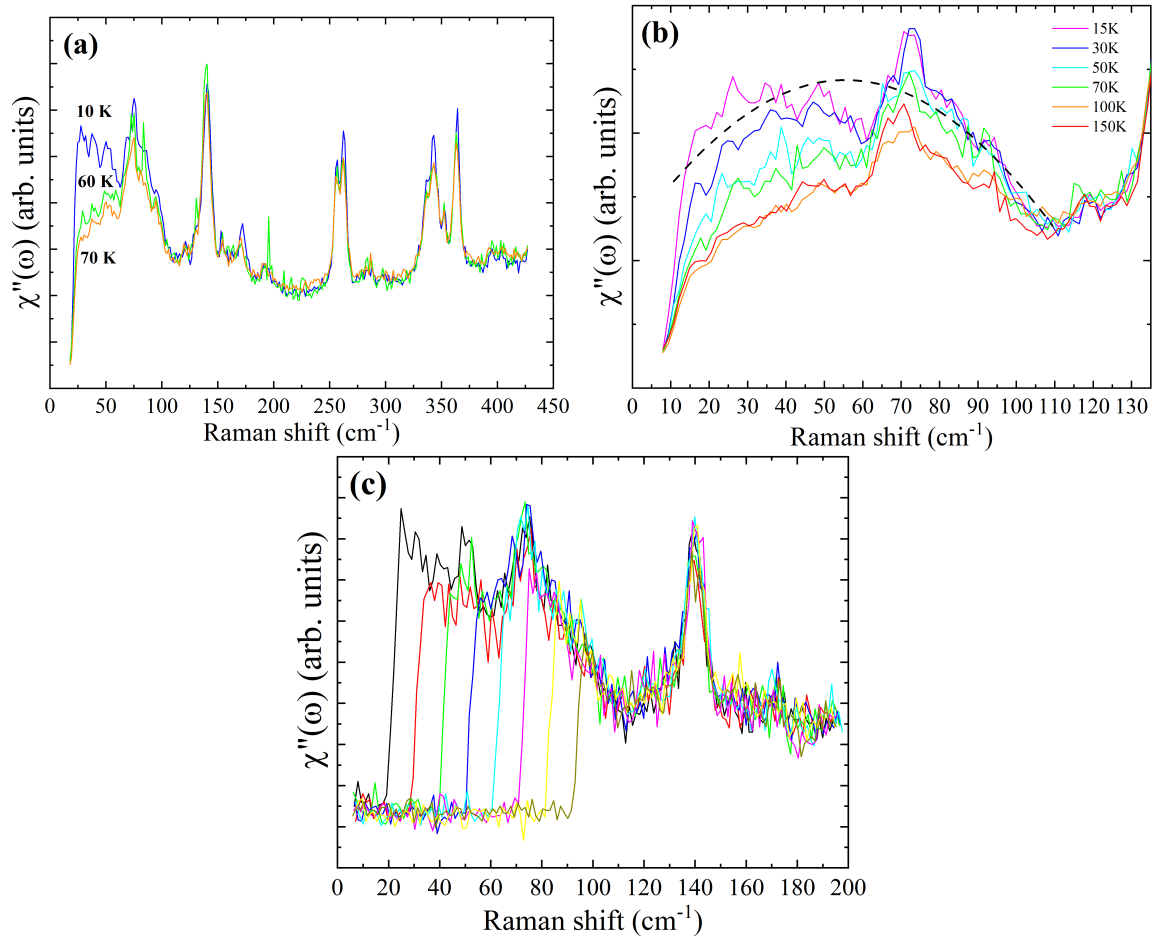 (a)
10 K
60 K
70 K
χ''(ω) (arb. units)
0 50 100 150 200 250 300 350 400 450
Raman shift (cm⁻¹)
(b)
15K
30K
50K
70K
100K
150K
χ''(ω) (arb. units)
0 10 20 30 40 50 60 70 80 90 100 110 120 130
Raman shift (cm⁻¹)
(c)
χ''(ω) (arb. units)
0 20 40 60 80 100 120 140 160 180 200
Raman shift (cm⁻¹)